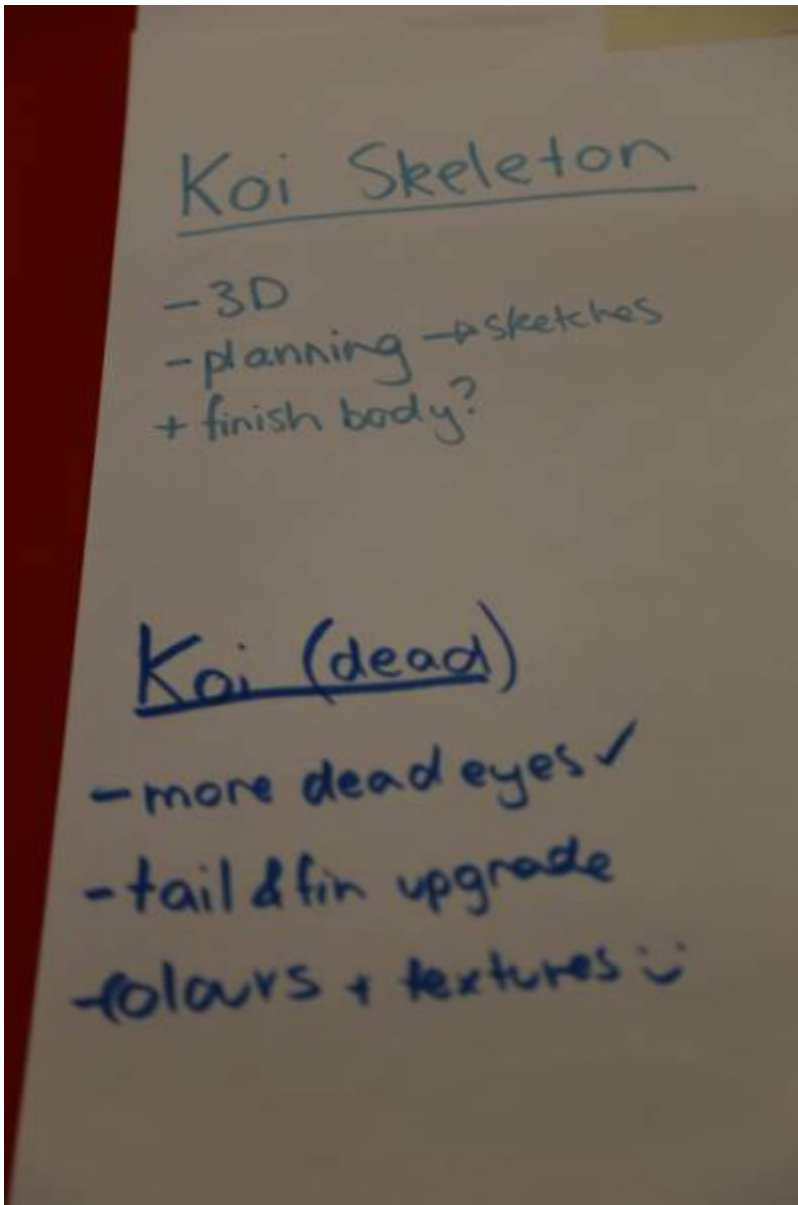 Koi Skeleton
- 3D
- planning → sketches
+ finish body?
Koi (dead)
- more dead eyes ✓
- tail & fin upgrade
- colours + textures :)